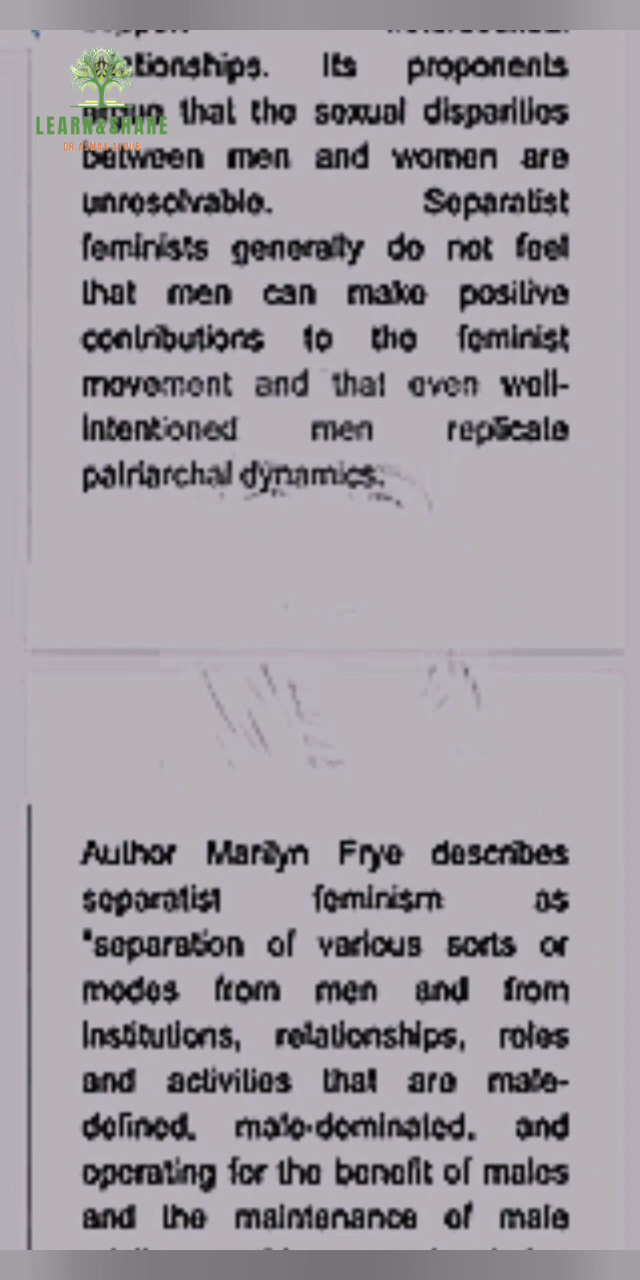 relationships. Its proponents
LEARN&SHARE
argue that the sexual disparities
between men and women are
unresolvable. Separatist
feminists generally do not feel
that men can make positive
contributions to the feminist
movement and that even well-
intentioned men replicate
patriarchal dynamics.
Author Marilyn Frye describes
separatist feminism as
"separation of various sorts or
modes from men and from
institutions, relationships, roles
and activities that are male-
defined, male-dominated, and
operating for the benefit of males
and the maintenance of male